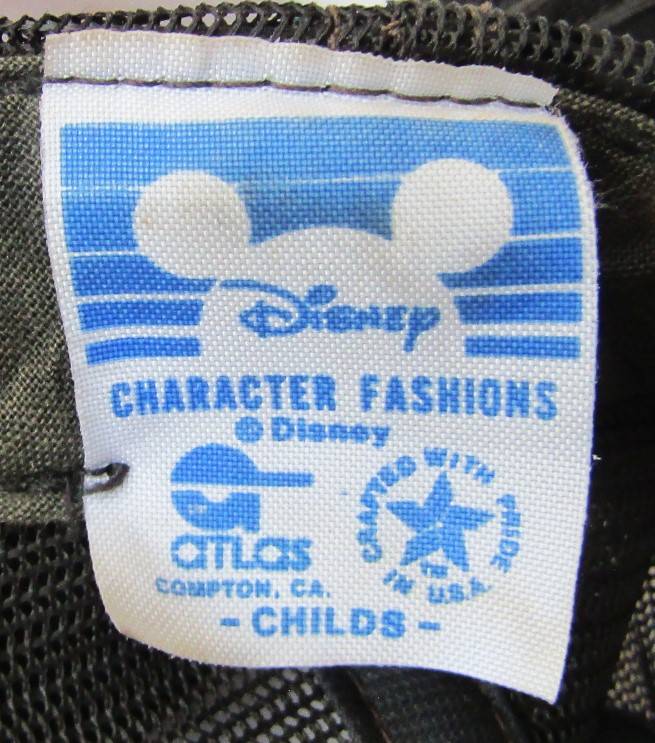 Disney
CHARACTER FASHIONS
© Disney
ATLAS
COMPTON, CA.
CRAFTED WITH PRIDE
IN U.S.A.
- CHILDS -